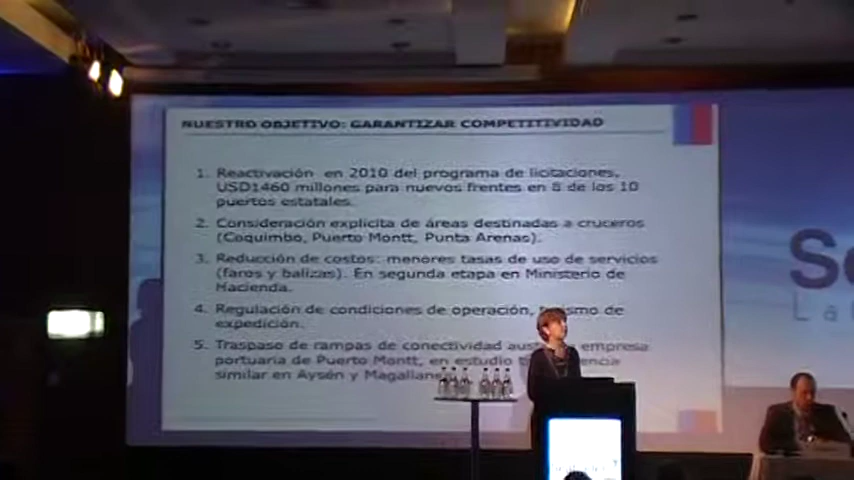 NUESTRO OBJETIVO: GARANTIZAR COMPETITIVIDAD
1. Reactivación en 2010 del programa de licitaciones,
USD1460 millones para nuevos frentes en 8 de los 10
puertos estatales.
2. Consideración explicita de áreas destinadas a cruceros
(Coquimbo, Puerto Montt, Punta Arenas).
3. Reducción de costos: menores tasas de uso de servicios
(faros y balizas). En segunda etapa en Ministerio de
Hacienda.
4. Regulación de condiciones de operación, de
expedición.
5. Traspaso de rampas de conectividad empresa
portuaria de Puerto Montt, en estudio
similar en Aysén y
Se
La